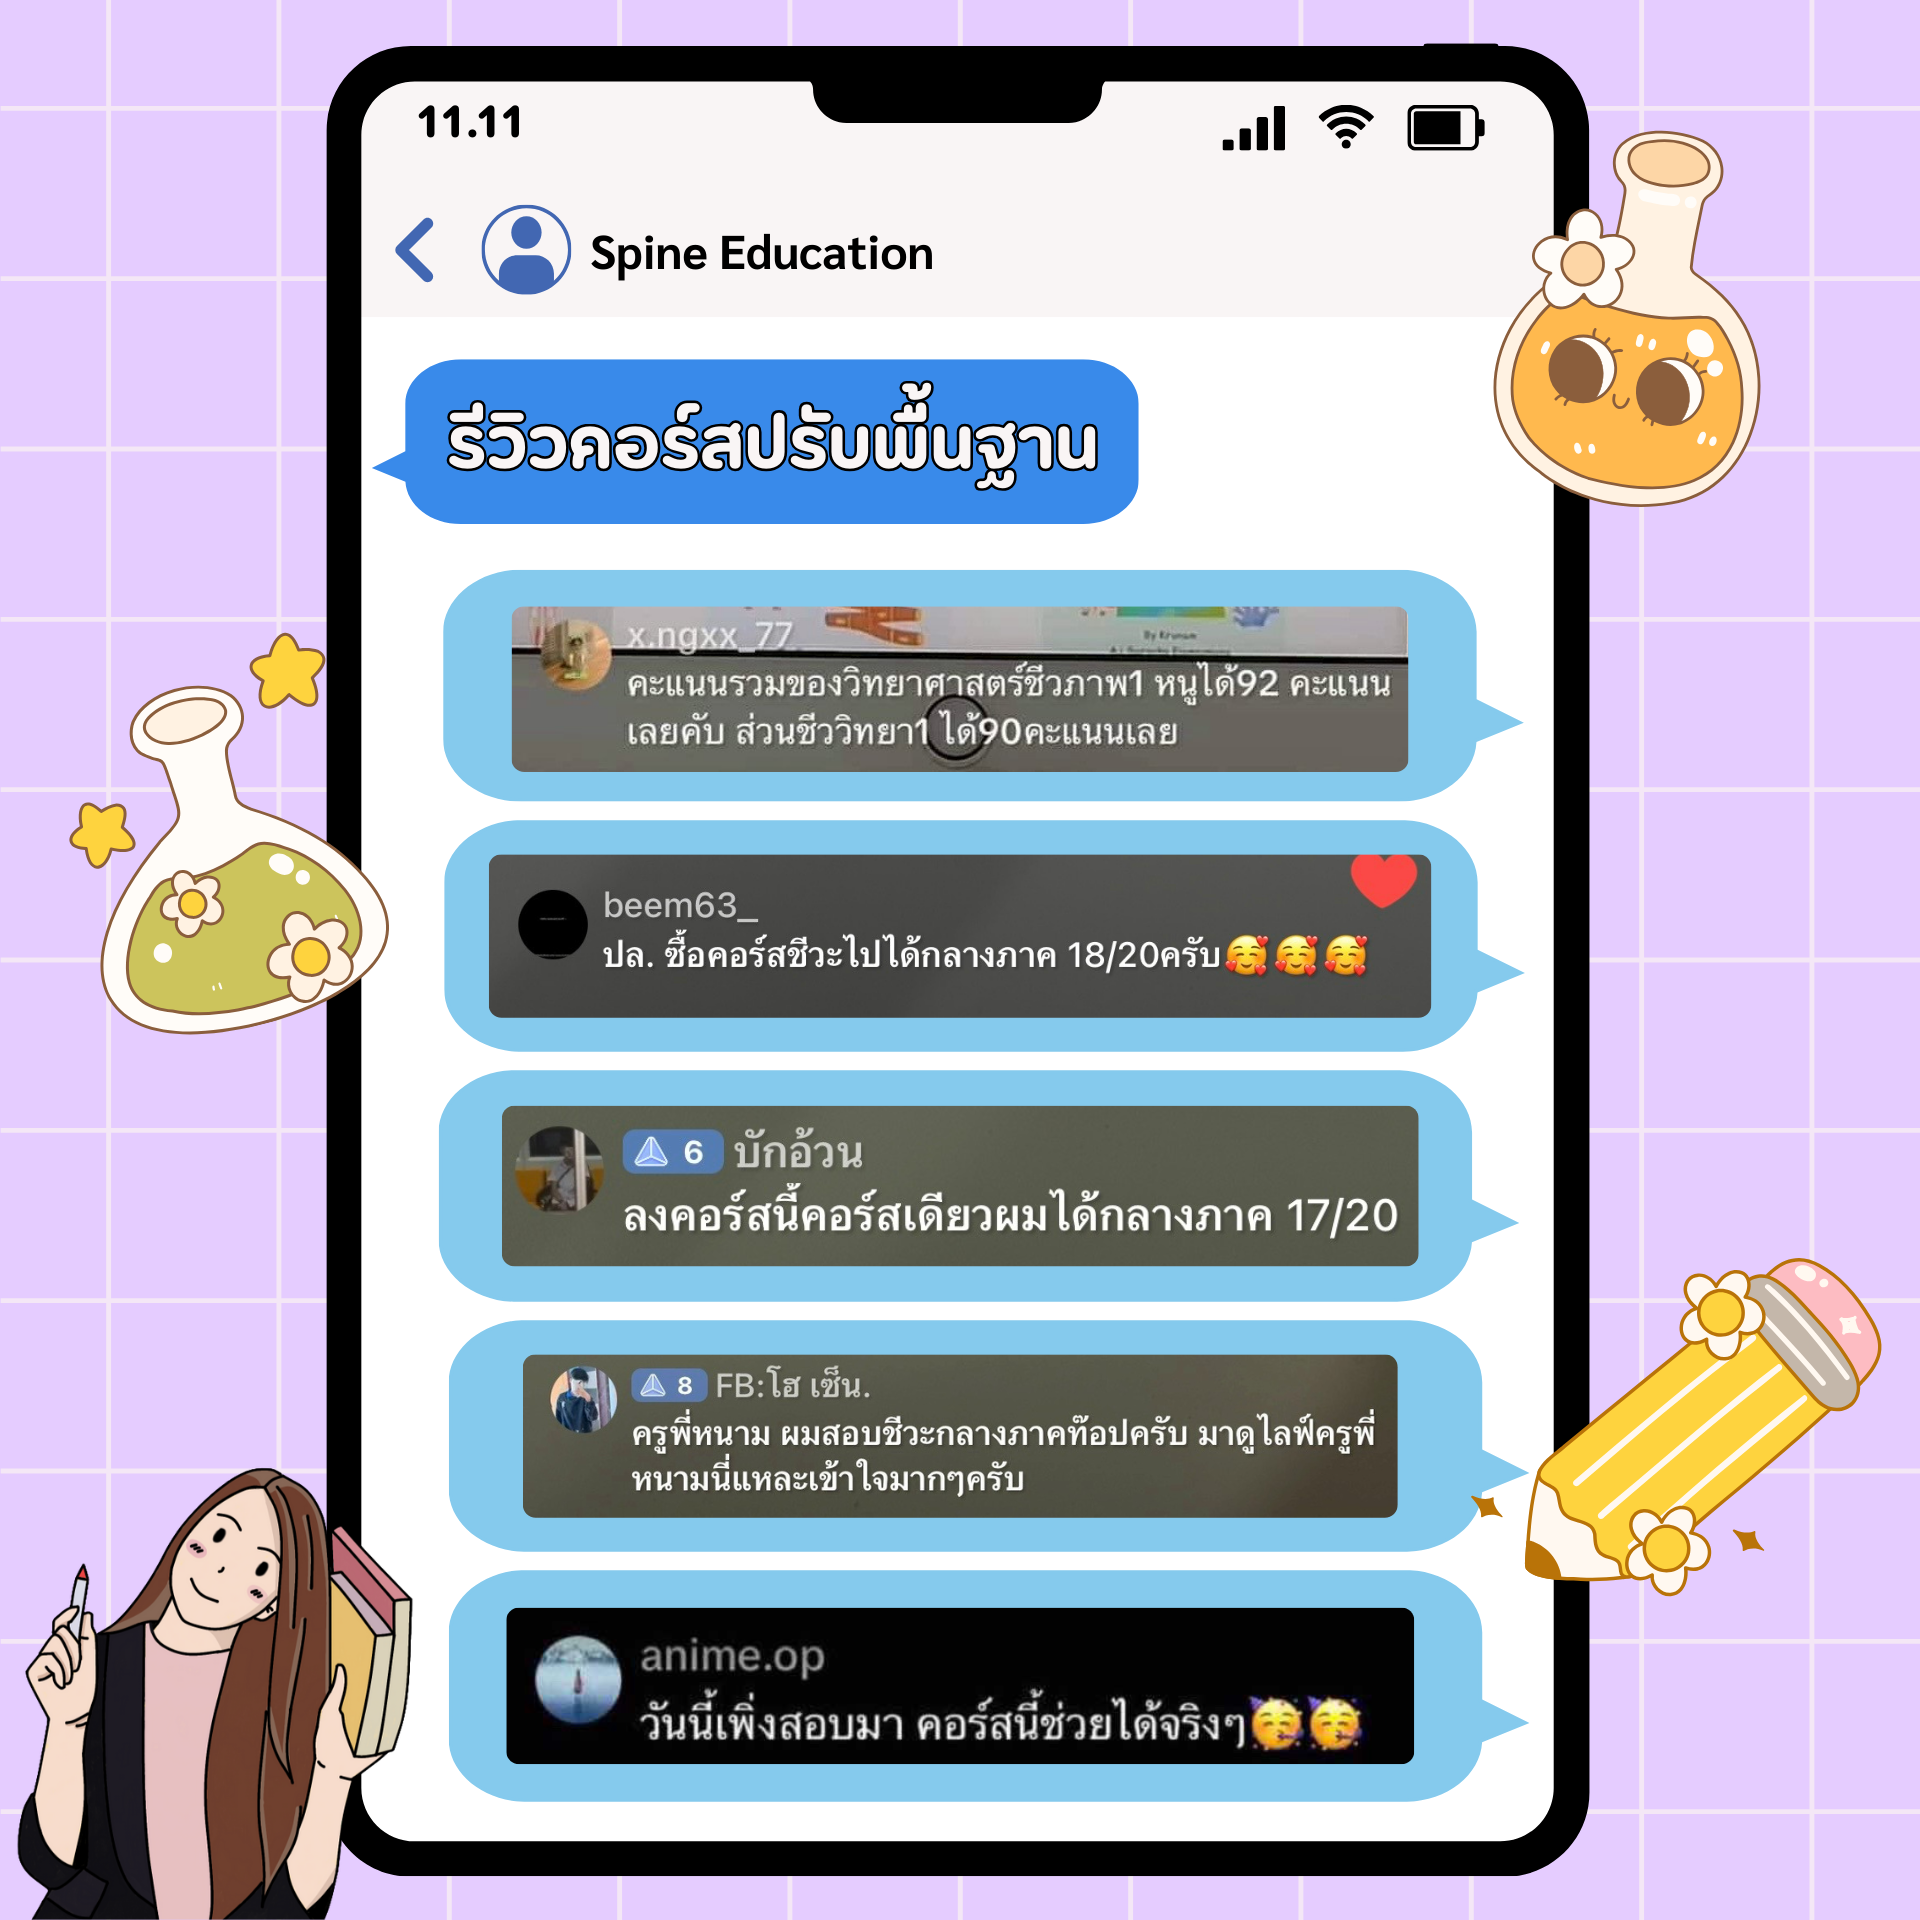 11.11
Spine Education
รีวิวคอร์สปรับพื้นฐาน
By Krunum
x.ngxx_77
คะแนนรวมของวิทยาศาสตร์ชีวภาพ1 หนูได้92 คะแนน
เลยคับ ส่วนชีววิทยา1 ได้90คะแนนเลย
beem63_
ปล. ซื้อคอร์สชีวะไปได้กลางภาค 18/20ครับ🥰🥰🥰
6 บักอ้วน
ลงคอร์สนี้คอร์สเดียวผมได้กลางภาค 17/20
8 FB:โฮ เซ็น.
ครูพี่หนาม ผมสอบชีวะกลางภาคท๊อปครับ มาดูไลฟ์ครูพี่
หนามนี่แหละเข้าใจมากๆครับ
anime.op
วันนี้เพิ่งสอบมา คอร์สนี้ช่วยได้จริงๆ🥳🥳